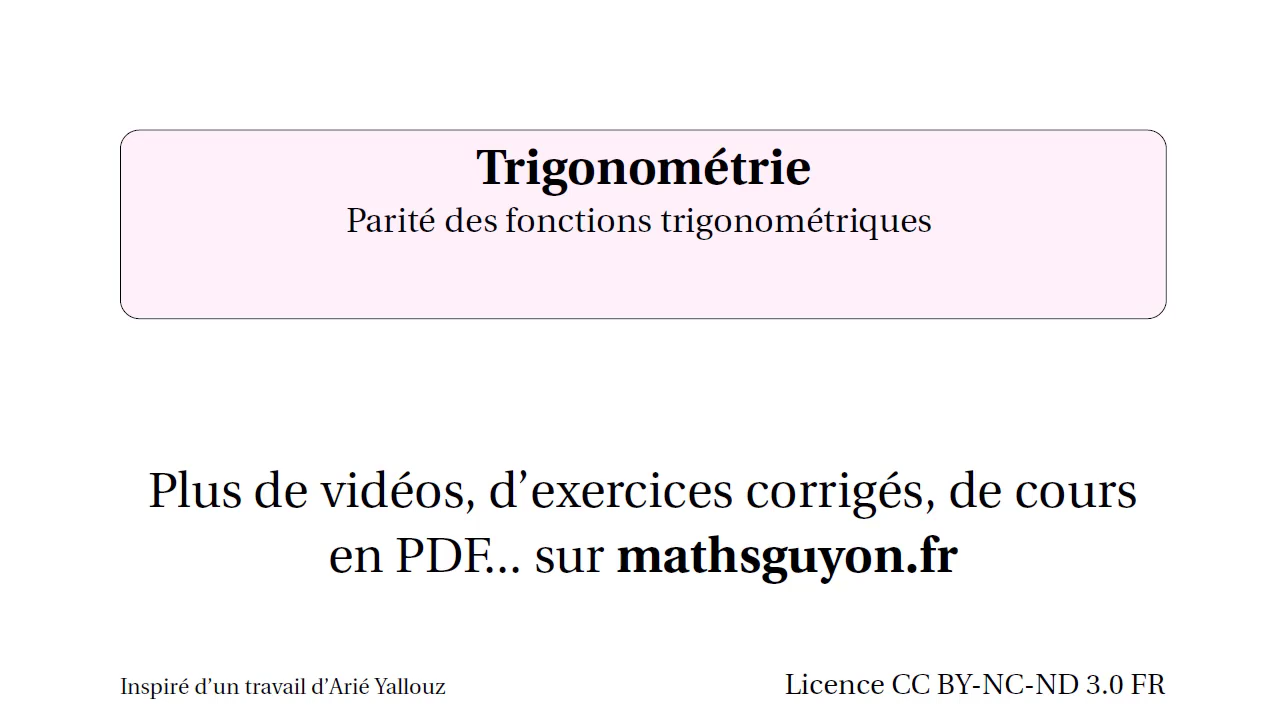 Trigonométrie
Parité des fonctions trigonométriques
Plus de vidéos, d’exercices corrigés, de cours
en PDF... sur mathsguyon.fr
Inspiré d’un travail d’Arié Yallouz
Licence CC BY-NC-ND 3.0 FR